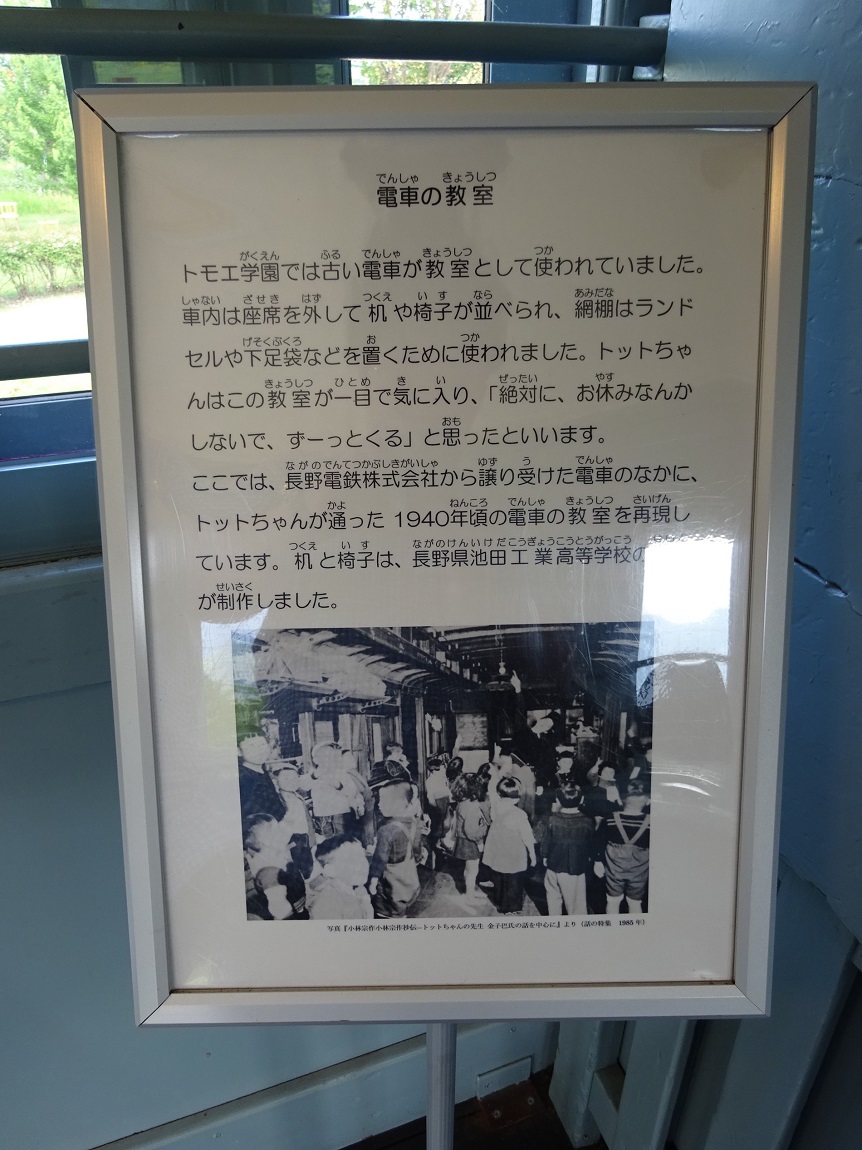 電車の教室
トモエ学園では古い電車が教室として使われていました。
車内は座席を外して机や椅子が並べられ、網棚はランド
セルや下足袋などを置くために使われました。トットちゃ
んはこの教室が一目で気に入り、「絶対に、お休みなんか
しないで、ずーっとくる」と思ったといいます。
ここでは、長野電鉄株式会社から譲り受けた電車のなかに、
トットちゃんが通った 1940年頃の電車の教室を再現し
ています。机と椅子は、長野県池田工業高等学校の
が制作しました。
写真『小林宗作小林宗作抄伝―トットちゃんの先生 金子巴氏の話を中心に』より（話の特集 1985年）